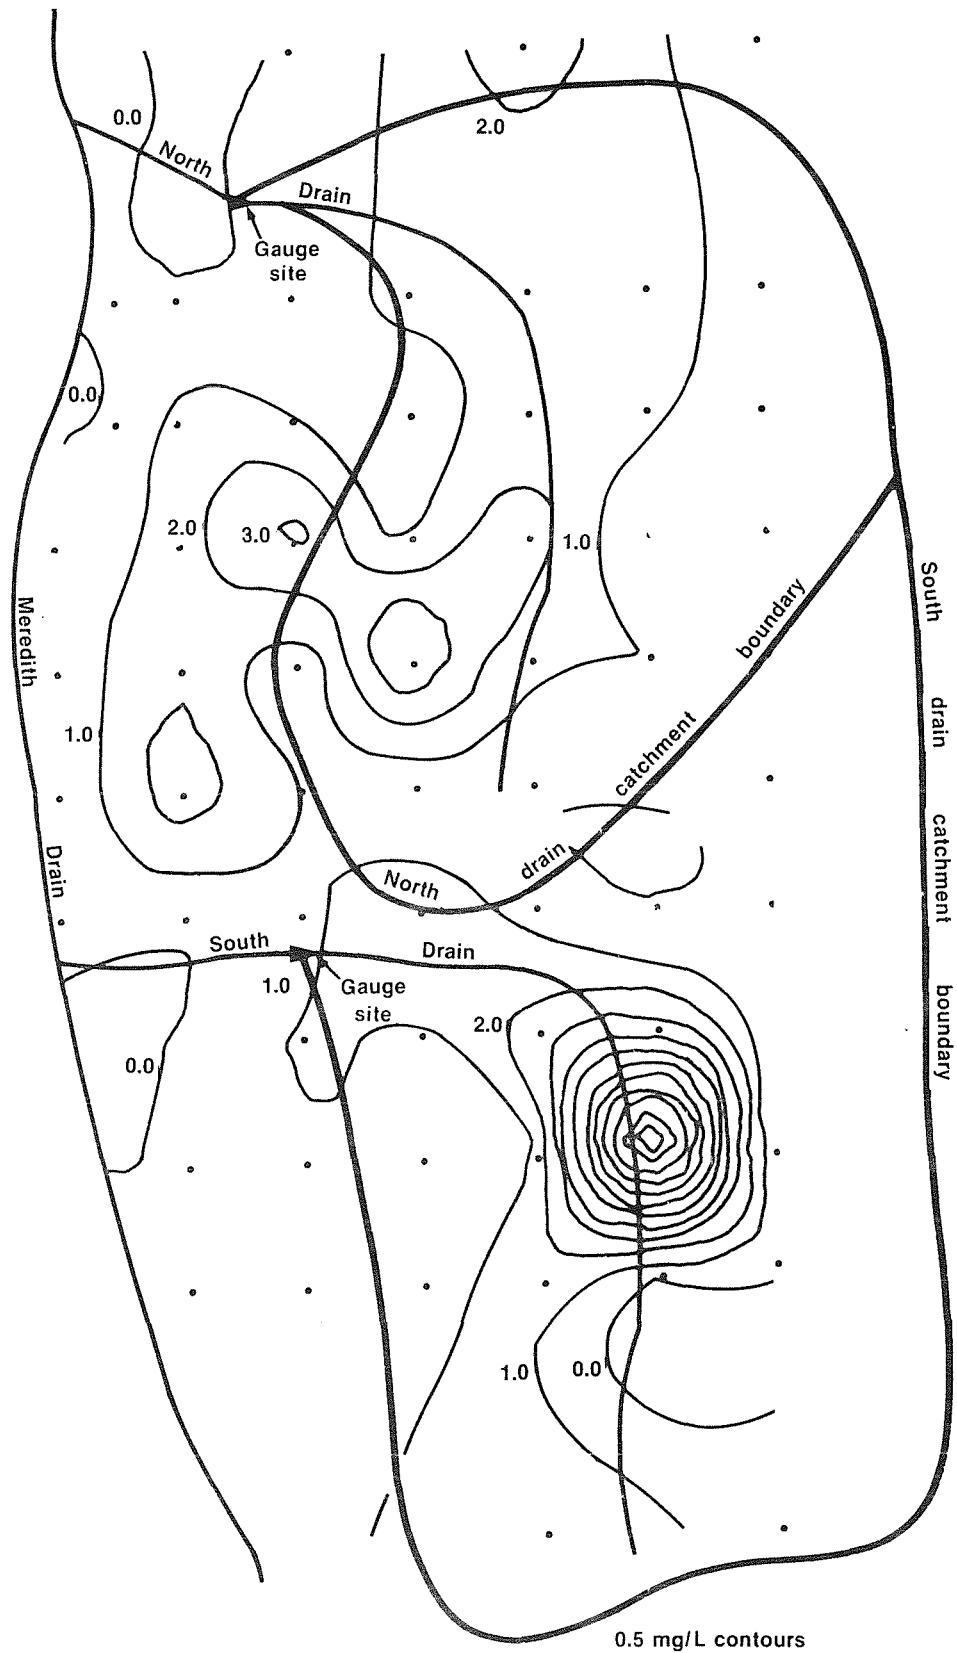 0.0
North
2.0
Drain
Gauge
site
0.0
2.0
3.0
1.0
boundary
South
drain
catchment
boundary
Meredith
Drain
1.0
catchment
drain
North
South
Drain
1.0
Gauge
site
2.0
0.0
1.0
0.0
0.5 mg/L contours